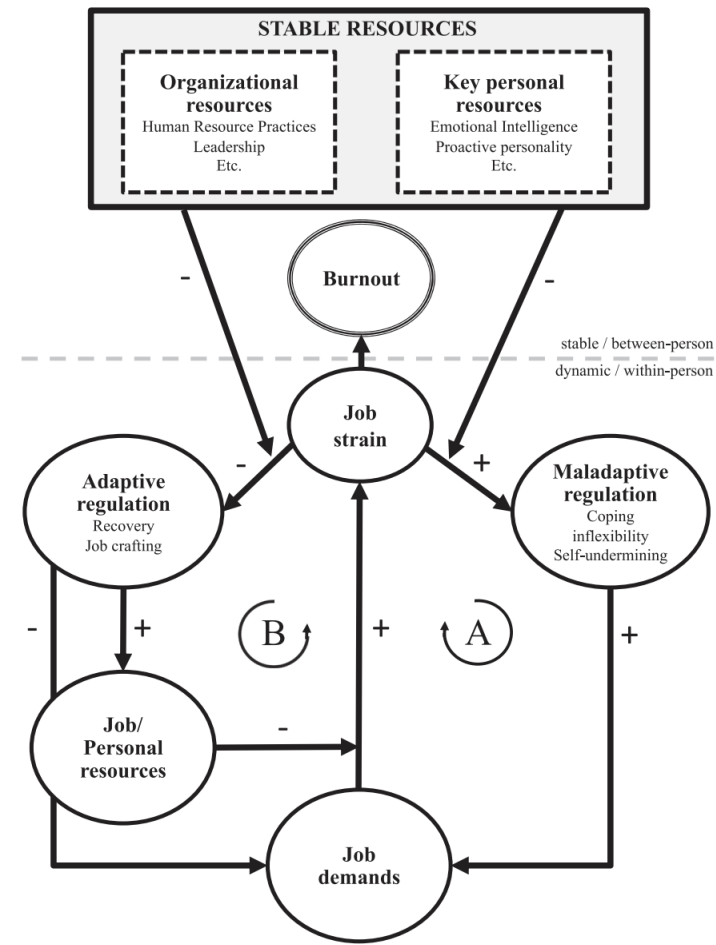 STABLE RESOURCES
Organizational
resources
Human Resource Practices
Leadership
Etc.
Key personal
resources
Emotional Intelligence
Proactive personality
Etc.
-
-
Burnout
stable / between-person
dynamic / within-person
Job
strain
-
+
Adaptive
regulation
Recovery
Job crafting
Maladaptive
regulation
Coping
inflexibility
Self-undermining
-
+
B
+
A
+
Job/
Personal
resources
-
Job
demands